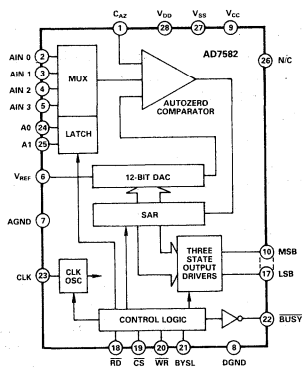 C_AZ V_DD V_SS V_CC
1 28 27 9
AD7582
AIN 0 2
AIN 1 3
AIN 2 4
AIN 3 5
MUX
A0 24
A1 25
LATCH
AUTOZERO
COMPARATOR
26 N/C
V_REF 6
12-BIT DAC
AGND
7
SAR
THREE
STATE
OUTPUT
DRIVERS
10 MSB
17 LSB
CLK 23
CLK
OSC
CONTROL LOGIC
22 BUSY
18 19 20 21 8
RD CS WR BYSL DGND